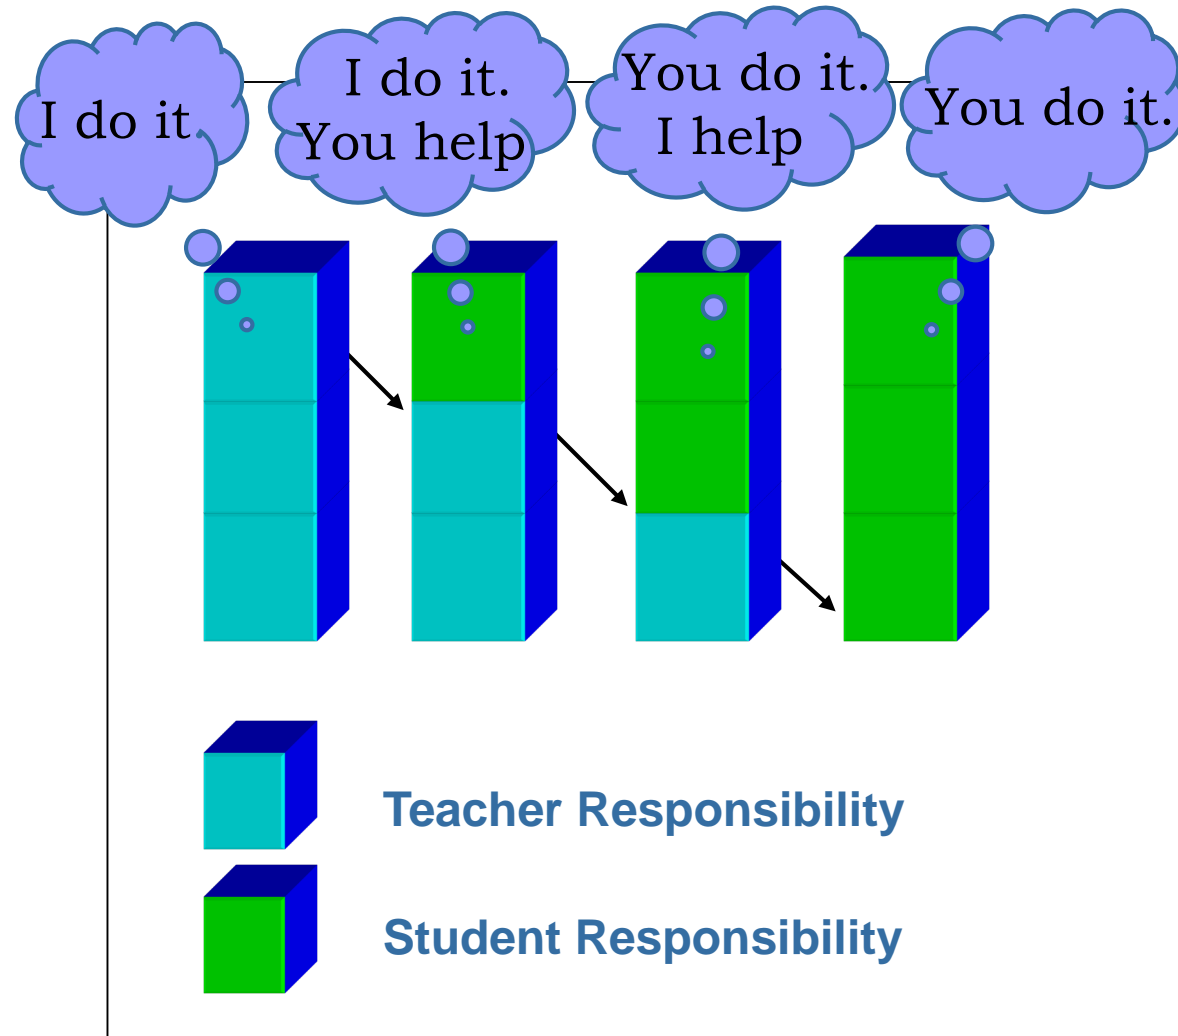 I do it
I do it.
You help
You do it.
I help
You do it.
Teacher Responsibility
Student Responsibility